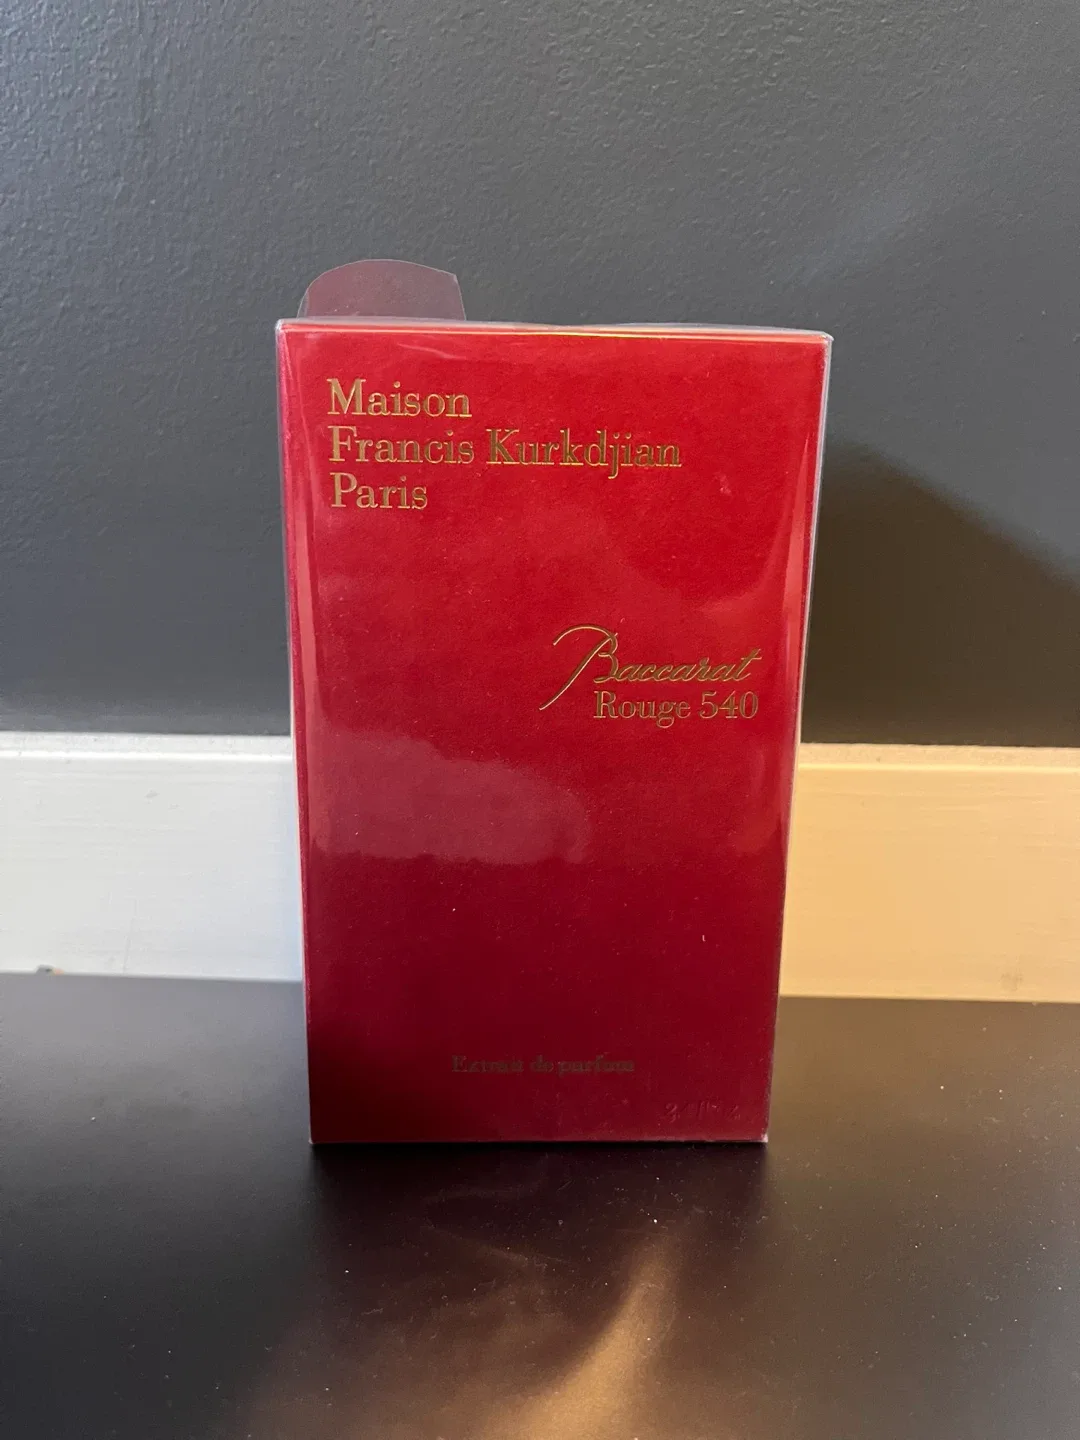 Maison
Francis Kurkdjian
Paris
Baccarat
Rouge 540
Extrait de parfum